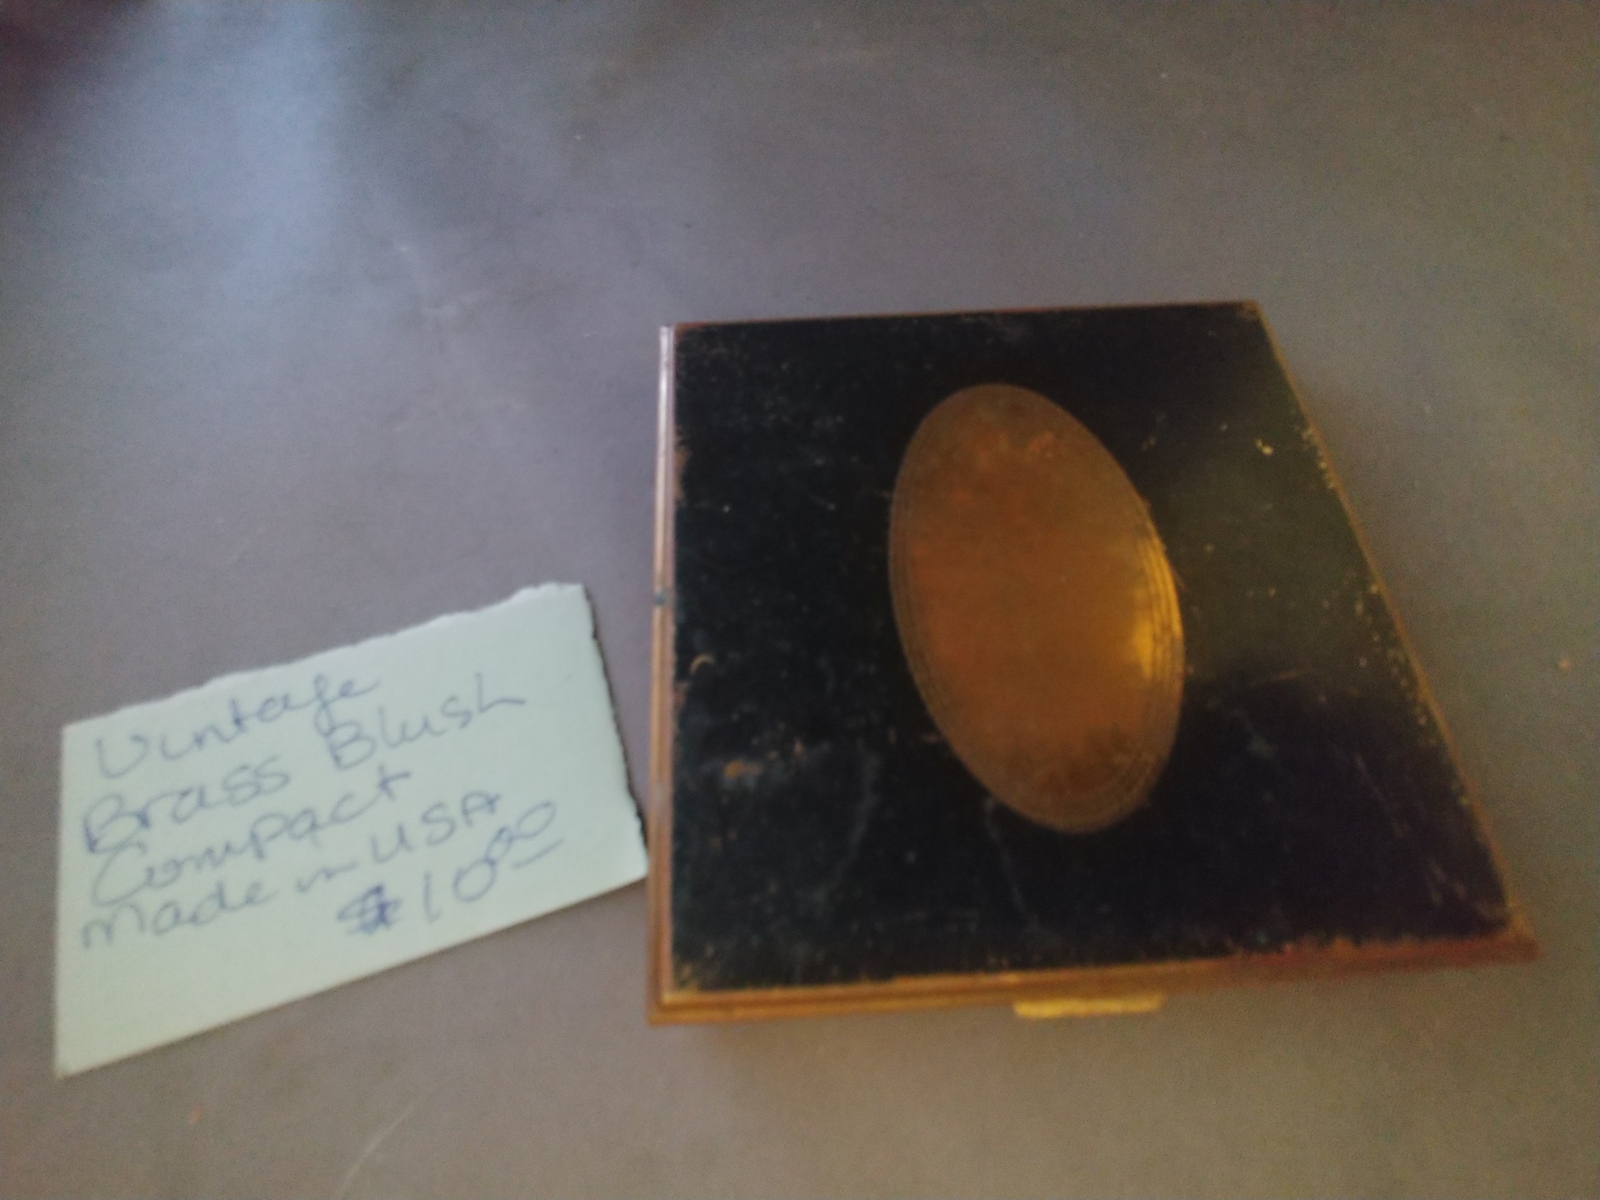 Vintage
Brass Blush
Compact
made in USA
$10.00